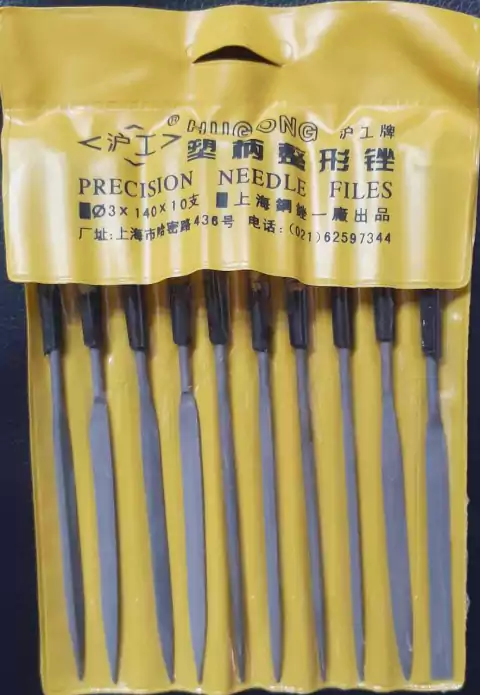 <沪工>® HUGONG 沪工牌
塑柄整形锉
PRECISION NEEDLE FILES
Ø3×140×10支 上海鋼銼一廠出品
厂址:上海市哈密路436号 电话:(021)62597344